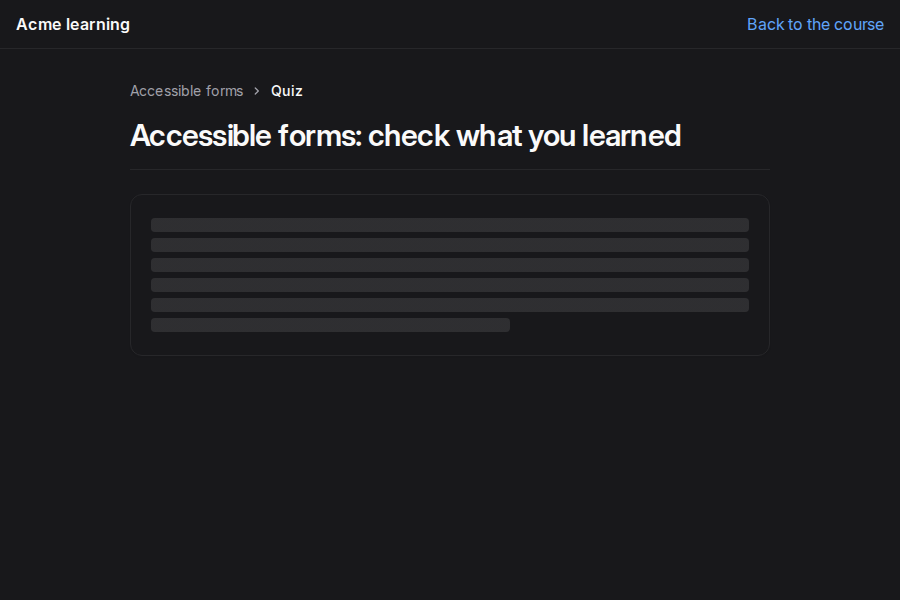 Acme learning
Back to the course
Accessible forms > Quiz
Accessible forms: check what you learned